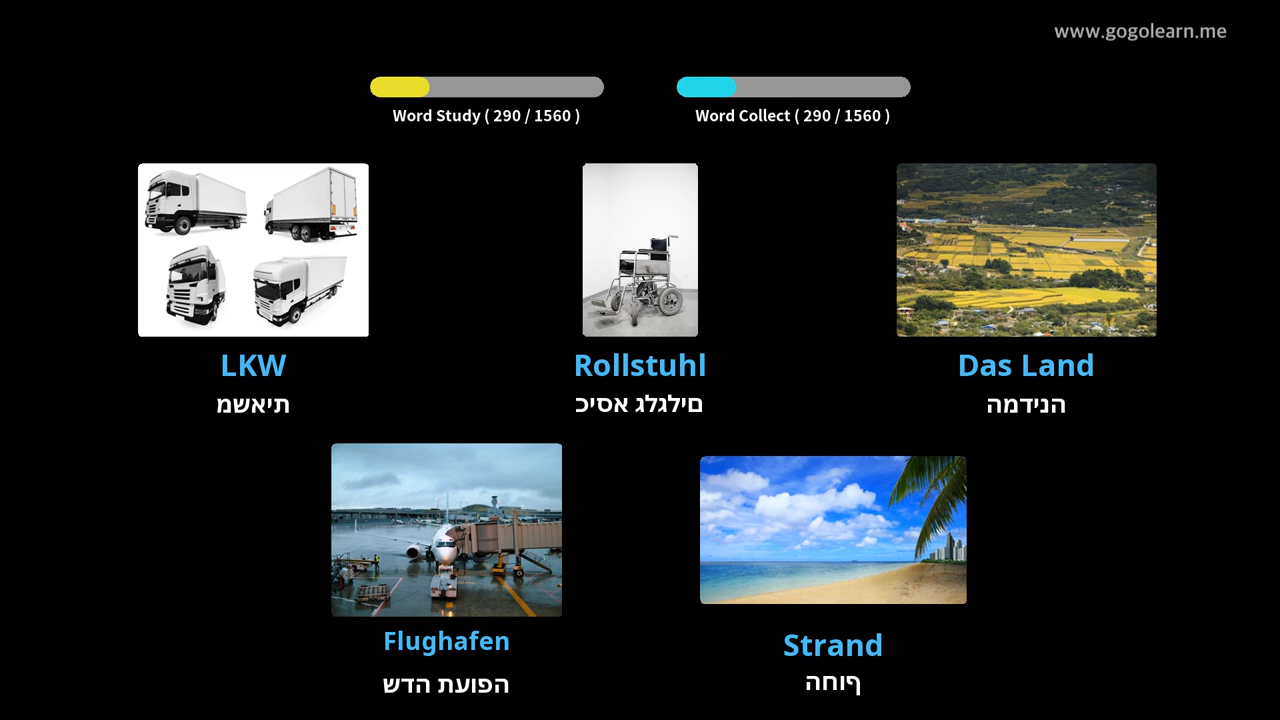 www.gogolearn.me
Word Study ( 290 / 1560 )
Word Collect ( 290 / 1560 )
LKW
תיאשמ
Rollstuhl
םילגלג אסיכ
Das Land
הנידמה
Flughafen
הפועת הדש
Strand
ףוחה